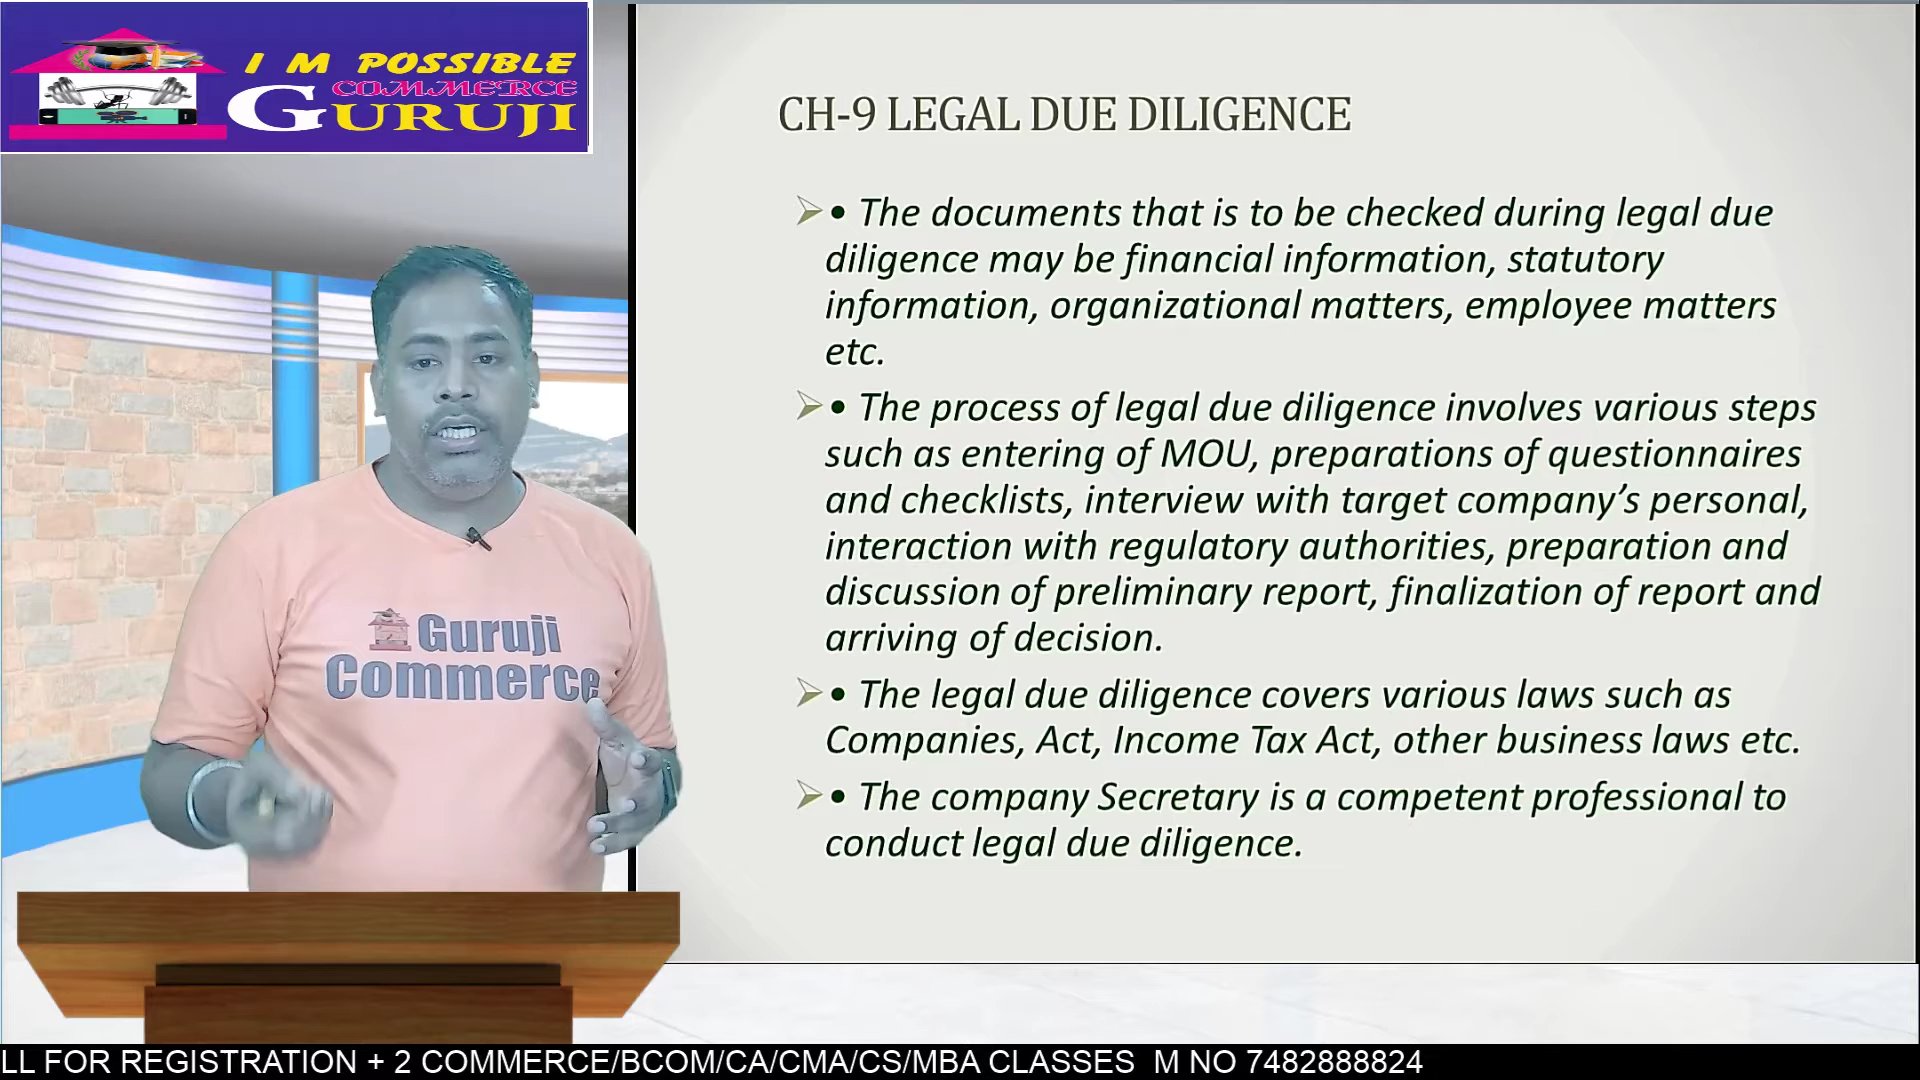 I M POSSIBLE
COMMERCE
GURUJI
CH-9 LEGAL DUE DILIGENCE
• The documents that is to be checked during legal due
diligence may be financial information, statutory
information, organizational matters, employee matters
etc.
• The process of legal due diligence involves various steps
such as entering of MOU, preparations of questionnaires
and checklists, interview with target company’s personal,
interaction with regulatory authorities, preparation and
discussion of preliminary report, finalization of report and
arriving of decision.
• The legal due diligence covers various laws such as
Companies, Act, Income Tax Act, other business laws etc.
• The company Secretary is a competent professional to
conduct legal due diligence.
Guruji
Commerce
LL FOR REGISTRATION + 2 COMMERCE/BCOM/CA/CMA/CS/MBA CLASSES M NO 7482888824